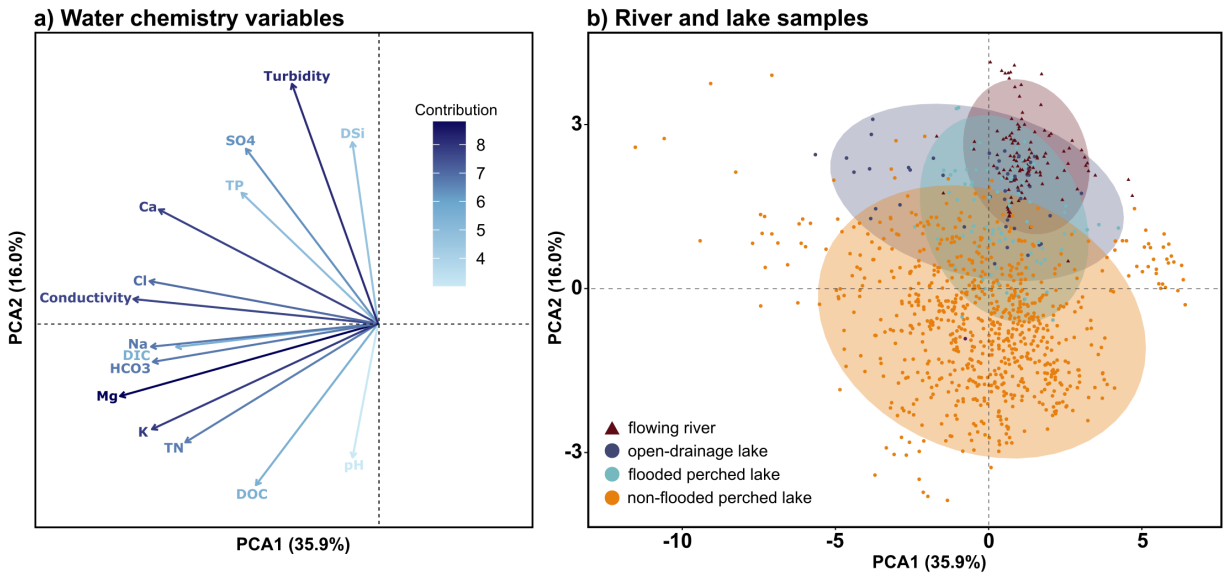 a) Water chemistry variables
Turbidity
Contribution
SO4
DSi
8
7
6
5
4
TP
Ca
Cl
Conductivity
Na
DIC
HCO3
Mg
K
TN
pH
DOC
PCA2 (16.0%)
PCA1 (35.9%)
b) River and lake samples
3
0
-3
PCA2 (16.0%)
flowing river
open-drainage lake
flooded perched lake
non-flooded perched lake
-10
-5
0
5
PCA1 (35.9%)